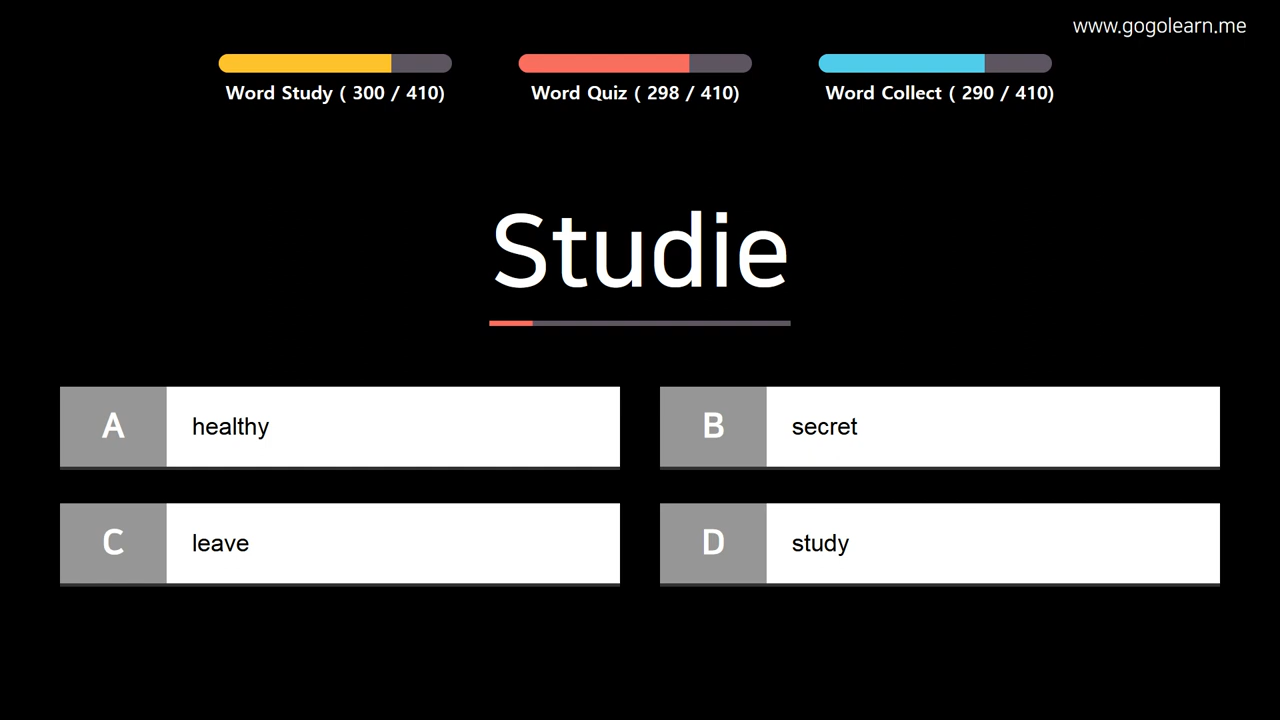 www.gogolearn.me
Word Study ( 300 / 410)
Word Quiz ( 298 / 410)
Word Collect ( 290 / 410)
Studie
A healthy
B secret
C leave
D study